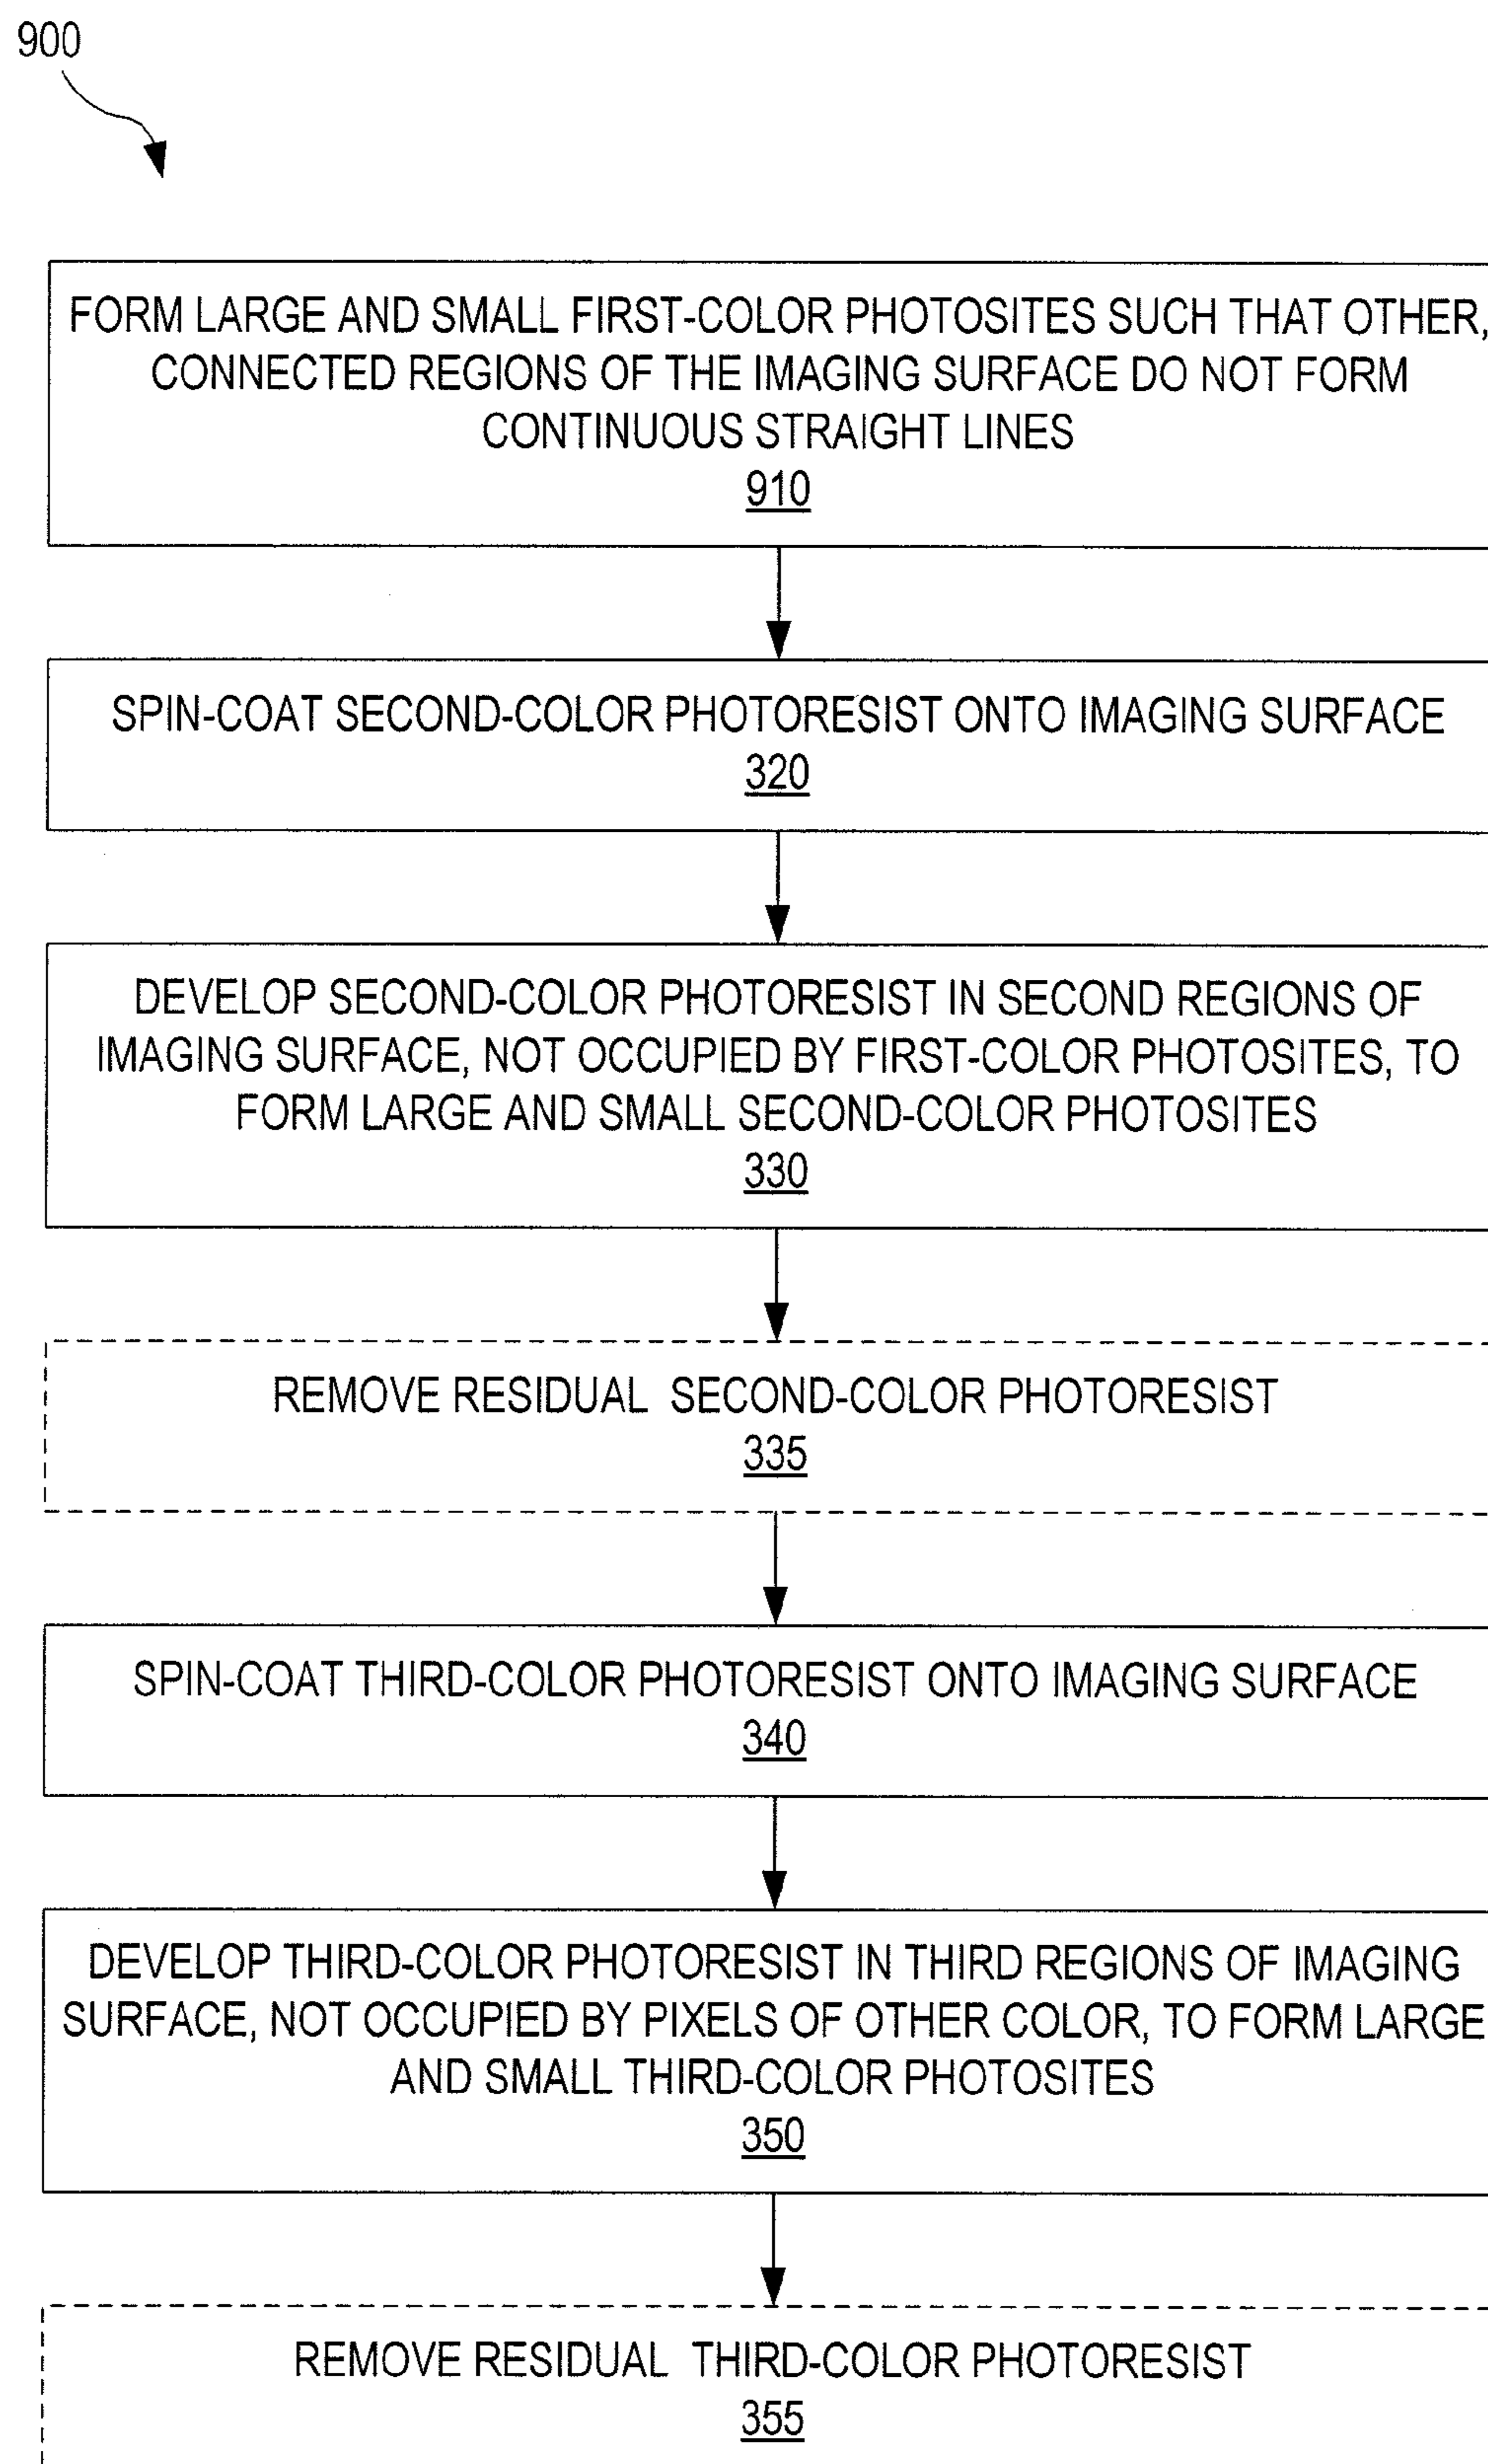 900
FORM LARGE AND SMALL FIRST-COLOR PHOTOSITES SUCH THAT OTHER,
CONNECTED REGIONS OF THE IMAGING SURFACE DO NOT FORM
CONTINUOUS STRAIGHT LINES
910
SPIN-COAT SECOND-COLOR PHOTORESIST ONTO IMAGING SURFACE
320
DEVELOP SECOND-COLOR PHOTORESIST IN SECOND REGIONS OF
IMAGING SURFACE, NOT OCCUPIED BY FIRST-COLOR PHOTOSITES, TO
FORM LARGE AND SMALL SECOND-COLOR PHOTOSITES
330
REMOVE RESIDUAL SECOND-COLOR PHOTORESIST
335
SPIN-COAT THIRD-COLOR PHOTORESIST ONTO IMAGING SURFACE
340
DEVELOP THIRD-COLOR PHOTORESIST IN THIRD REGIONS OF IMAGING
SURFACE, NOT OCCUPIED BY PIXELS OF OTHER COLOR, TO FORM LARGE
AND SMALL THIRD-COLOR PHOTOSITES
350
REMOVE RESIDUAL THIRD-COLOR PHOTORESIST
355